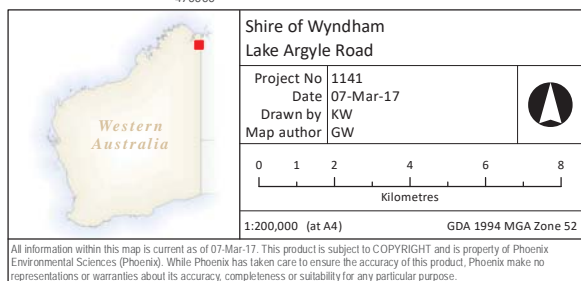 Western
Australia
Shire of Wyndham
Lake Argyle Road
Project No 1141
Date 07-Mar-17
Drawn by KW
Map author GW
0 1 2 4 6 8
Kilometres
1:200,000 (at A4) GDA 1994 MGA Zone 52
All information within this map is current as of 07-Mar-17. This product is subject to COPYRIGHT and is property of Phoenix
Environmental Sciences (Phoenix). While Phoenix has taken care to ensure the accuracy of this product, Phoenix make no
representations or warranties about its accuracy, completeness or suitability for any particular purpose.